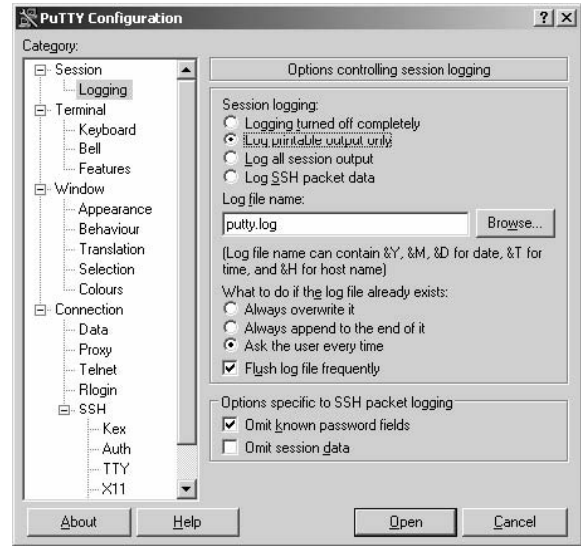 PuTTY Configuration
Category:
Session
Logging
Terminal
Keyboard
Bell
Features
Window
Appearance
Behaviour
Translation
Selection
Colours
Connection
Data
Proxy
Telnet
Rlogin
SSH
Kex
Auth
TTY
X11
Options controlling session logging
Session logging:
Logging turned off completely
Log printable output only
Log all session output
Log SSH packet data
Log file name:
putty.log
Browse...
(Log file name can contain &Y, &M, &D for date, &T for
time, and &H for host name)
What to do if the log file already exists:
Always overwrite it
Always append to the end of it
Ask the user every time
Flush log file frequently
Options specific to SSH packet logging
Omit known password fields
Omit session data
About
Help
Open
Cancel